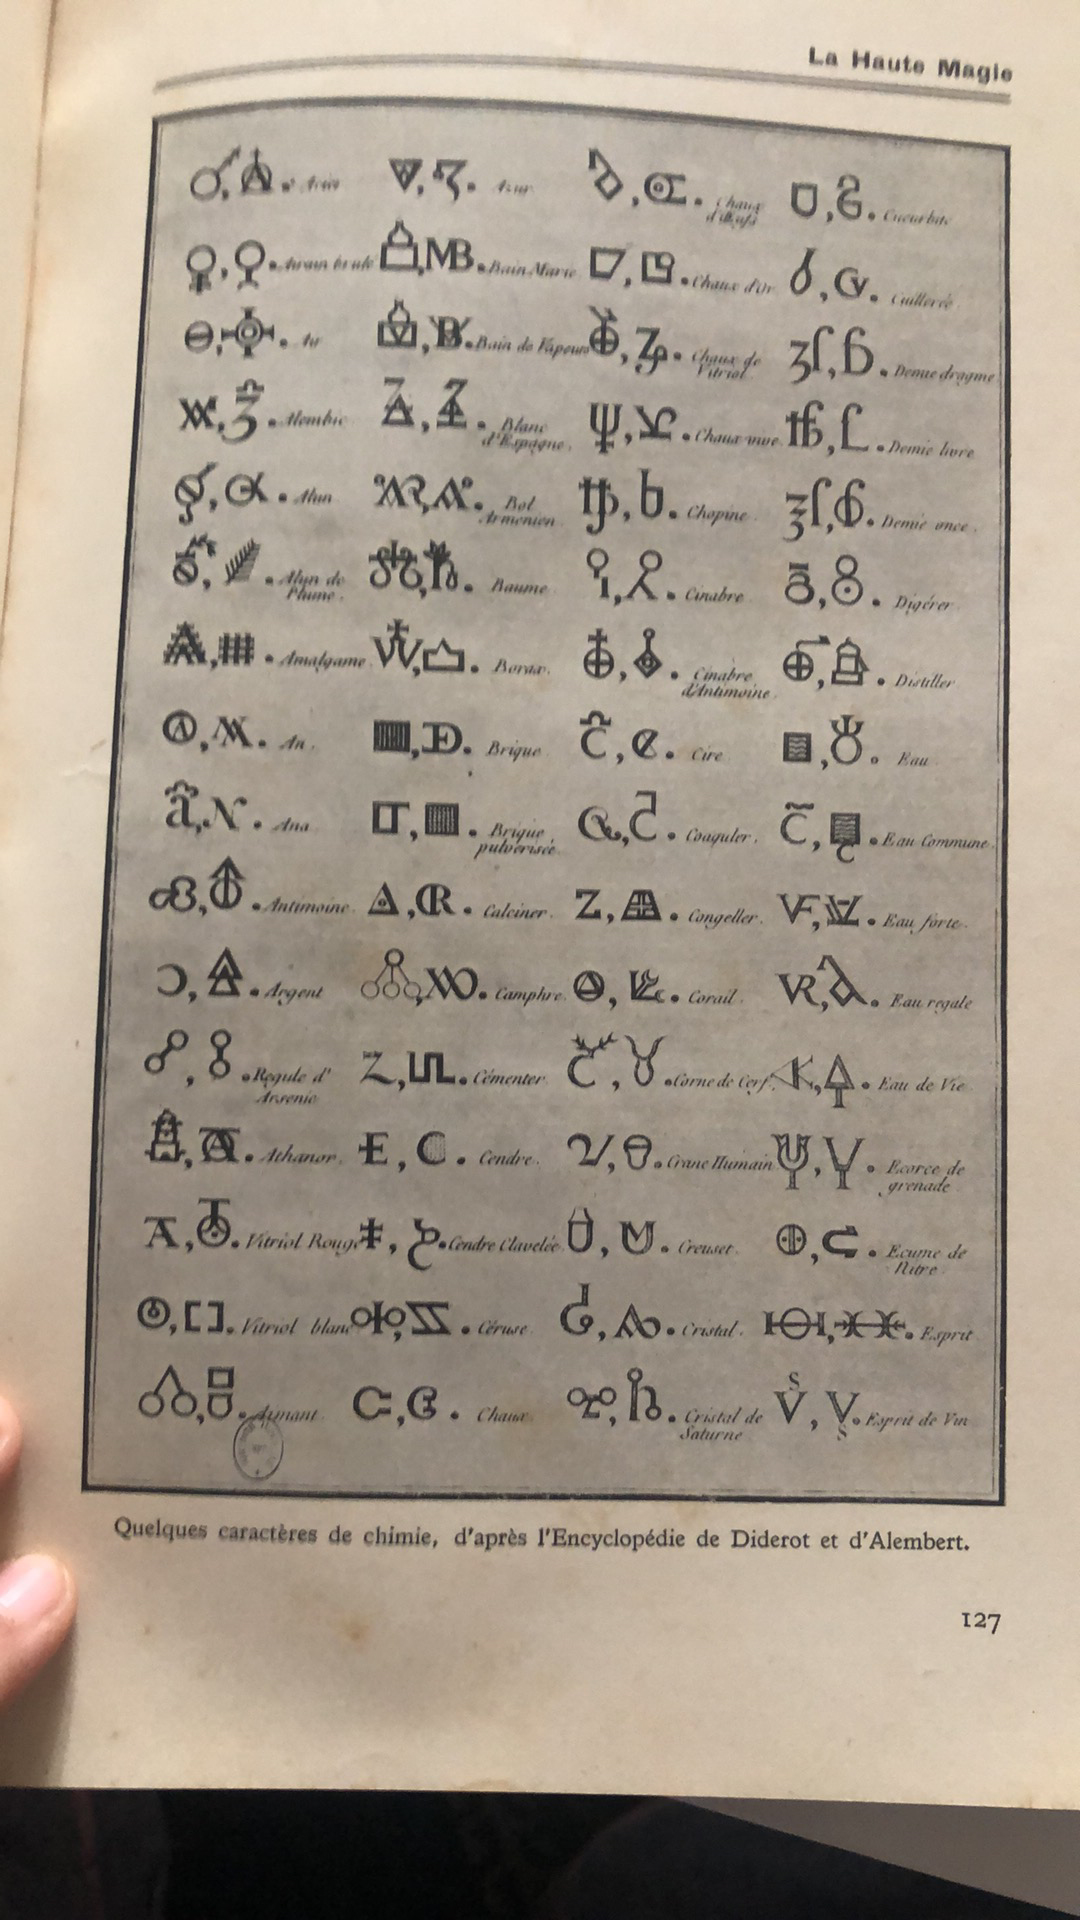 La Haute Magie
Acier
Azur
Chaux d'Œufs
Cucurbite
Airain brulé
Bain Marie
Chaux d'Or
Cuillerée
Air
Bain de Vapeurs
Chaux de Vitriol
Demie dragme
Alembic
Blanc d'Espagne
Chaux vive
Demie livre
Alun
Bol Armenien
Chopine
Demie once
Alun de Plume
Baume
Cinabre
Digérer
Amalgame
Borax
Cinabre d'Antimoine
Distiller
An
Brique
Cire
Eau
Ana
Brique pulverisée
Coaguler
Eau Commune
Antimoine
Calciner
Congeller
Eau forte
Argent
Camphre
Corail
Eau regale
Regule d'Arsenic
Cémenter
Corne de Cerf
Eau de Vie
Athanor
Cendre
Crane Humain
Ecorce de grenade
Vitriol Rouge
Cendre Clavelée
Creuset
Ecume de Nitre
Vitriol blanc
Céruse
Cristal
Esprit
Aimant
Chaux
Cristal de Saturne
Esprit de Vin
Quelques caractères de chimie, d'après l'Encyclopédie de Diderot et d'Alembert.
127